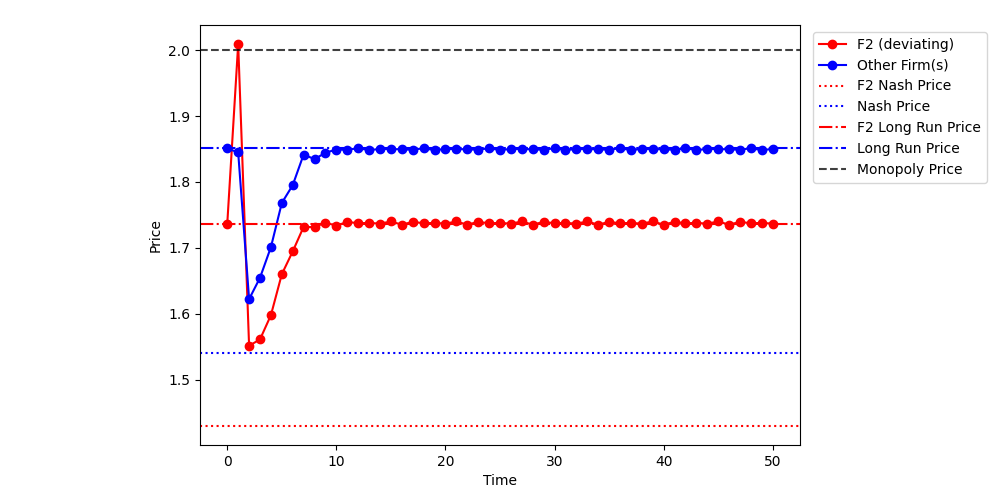 2.0
1.9
1.8
1.7
1.6
1.5
Price
0
10
20
30
40
50
Time
F2 (deviating)
Other Firm(s)
F2 Nash Price
Nash Price
F2 Long Run Price
Long Run Price
Monopoly Price